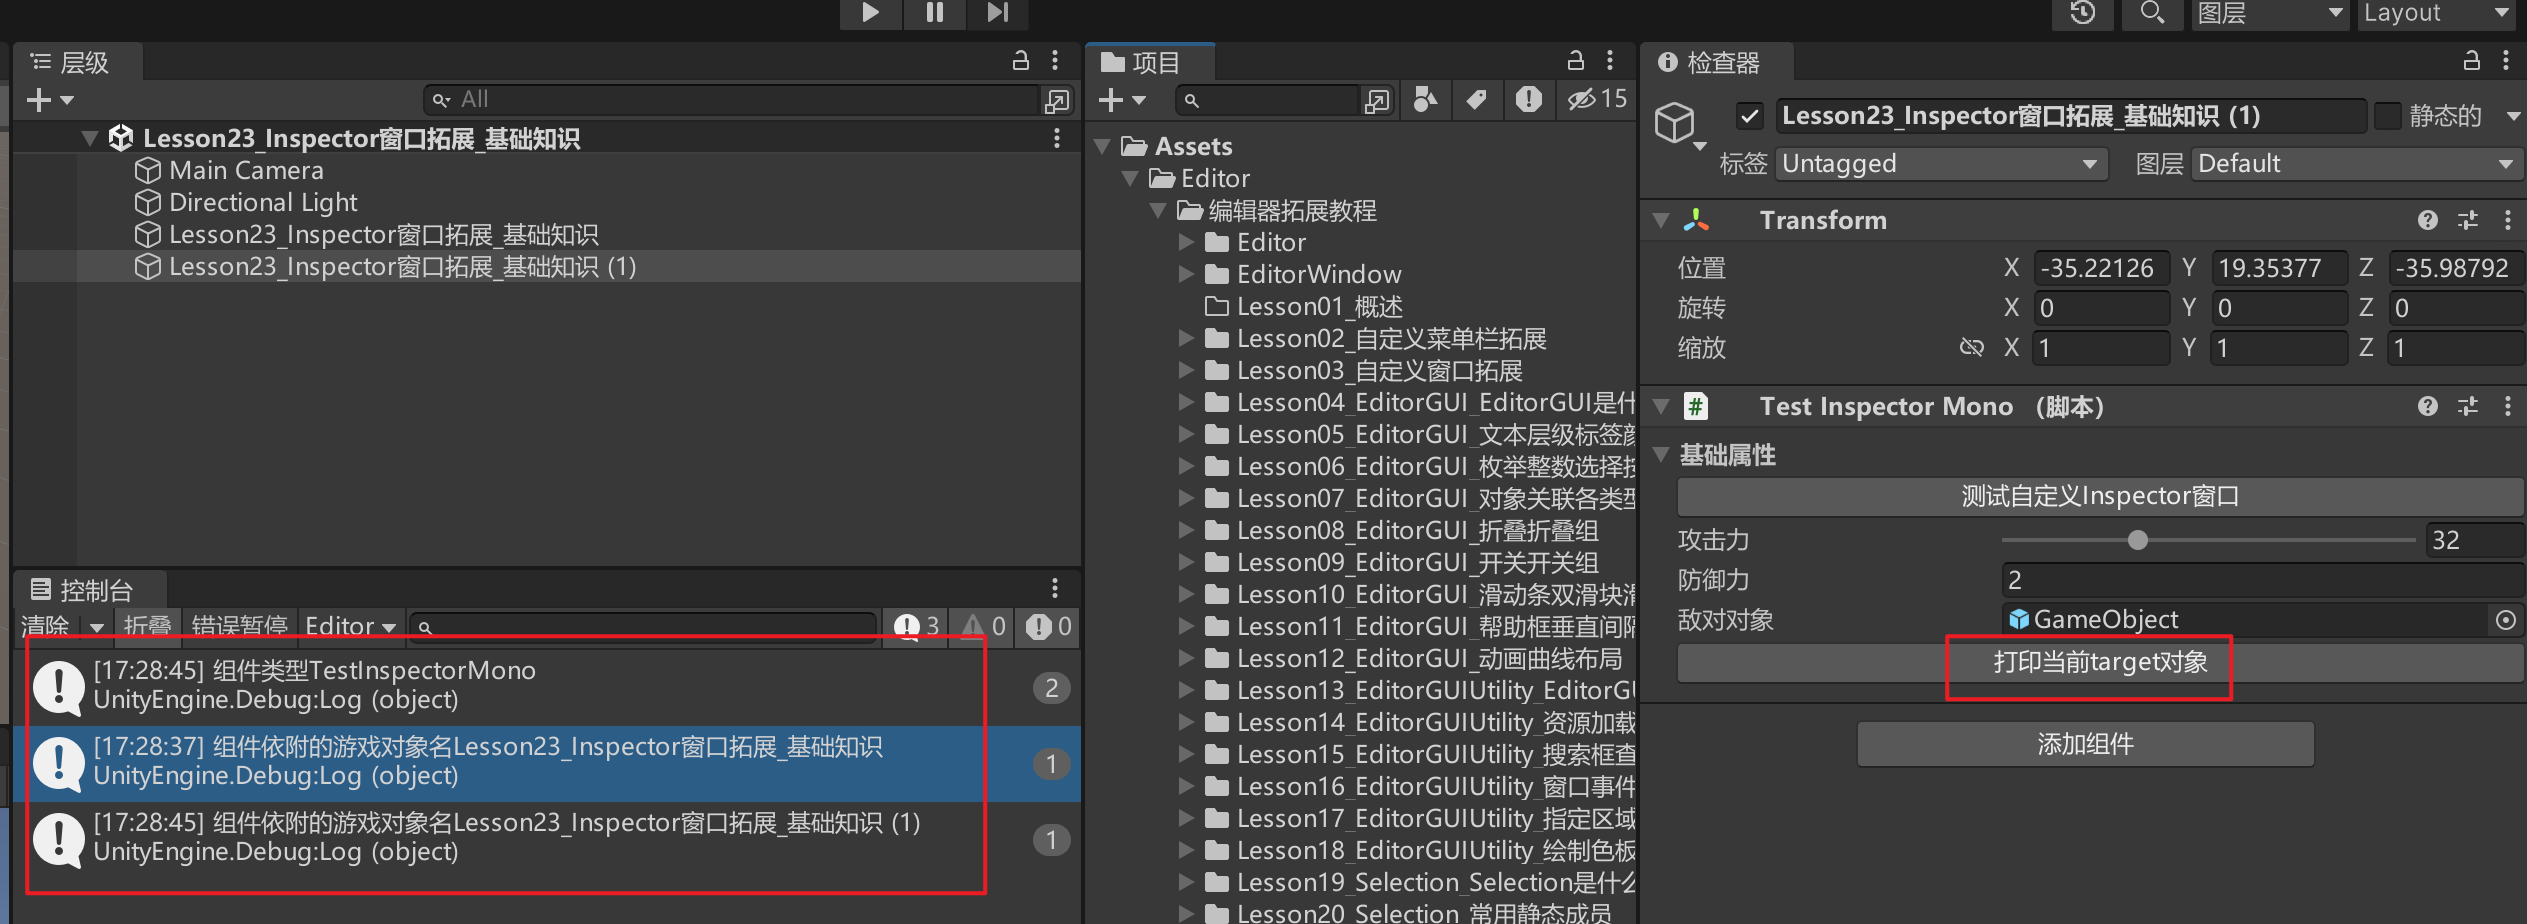 图层
Layout
层级
All
Lesson23_Inspector窗口拓展_基础知识
Main Camera
Directional Light
Lesson23_Inspector窗口拓展_基础知识
Lesson23_Inspector窗口拓展_基础知识 (1)
控制台
清除
折叠
错误暂停
Editor
3
0
0
[17:28:45] 组件类型TestInspectorMono
UnityEngine.Debug:Log (object)
2
[17:28:37] 组件依附的游戏对象名Lesson23_Inspector窗口拓展_基础知识
UnityEngine.Debug:Log (object)
1
[17:28:45] 组件依附的游戏对象名Lesson23_Inspector窗口拓展_基础知识 (1)
UnityEngine.Debug:Log (object)
1
项目
15
Assets
Editor
编辑器拓展教程
Editor
EditorWindow
Lesson01_概述
Lesson02_自定义菜单栏拓展
Lesson03_自定义窗口拓展
Lesson04_EditorGUI_EditorGUI是什
Lesson05_EditorGUI_文本层级标签颜
Lesson06_EditorGUI_枚举整数选择按
Lesson07_EditorGUI_对象关联各类型
Lesson08_EditorGUI_折叠折叠组
Lesson09_EditorGUI_开关开关组
Lesson10_EditorGUI_滑动条双滑块滑
Lesson11_EditorGUI_帮助框垂直间隔
Lesson12_EditorGUI_动画曲线布局
Lesson13_EditorGUIUtility_EditorGU
Lesson14_EditorGUIUtility_资源加载
Lesson15_EditorGUIUtility_搜索框查
Lesson16_EditorGUIUtility_窗口事件
Lesson17_EditorGUIUtility_指定区域
Lesson18_EditorGUIUtility_绘制色板
Lesson19_Selection_Selection是什么
Lesson20_Selection_常用静态成员
检查器
Lesson23_Inspector窗口拓展_基础知识 (1)
静态的
标签
Untagged
图层
Default
Transform
位置
X -35.22126 Y 19.35377 Z -35.98792
旋转
X 0 Y 0 Z 0
缩放
X 1 Y 1 Z 1
# Test Inspector Mono （脚本）
基础属性
测试自定义Inspector窗口
攻击力
32
防御力
2
敌对对象
GameObject
打印当前target对象
添加组件